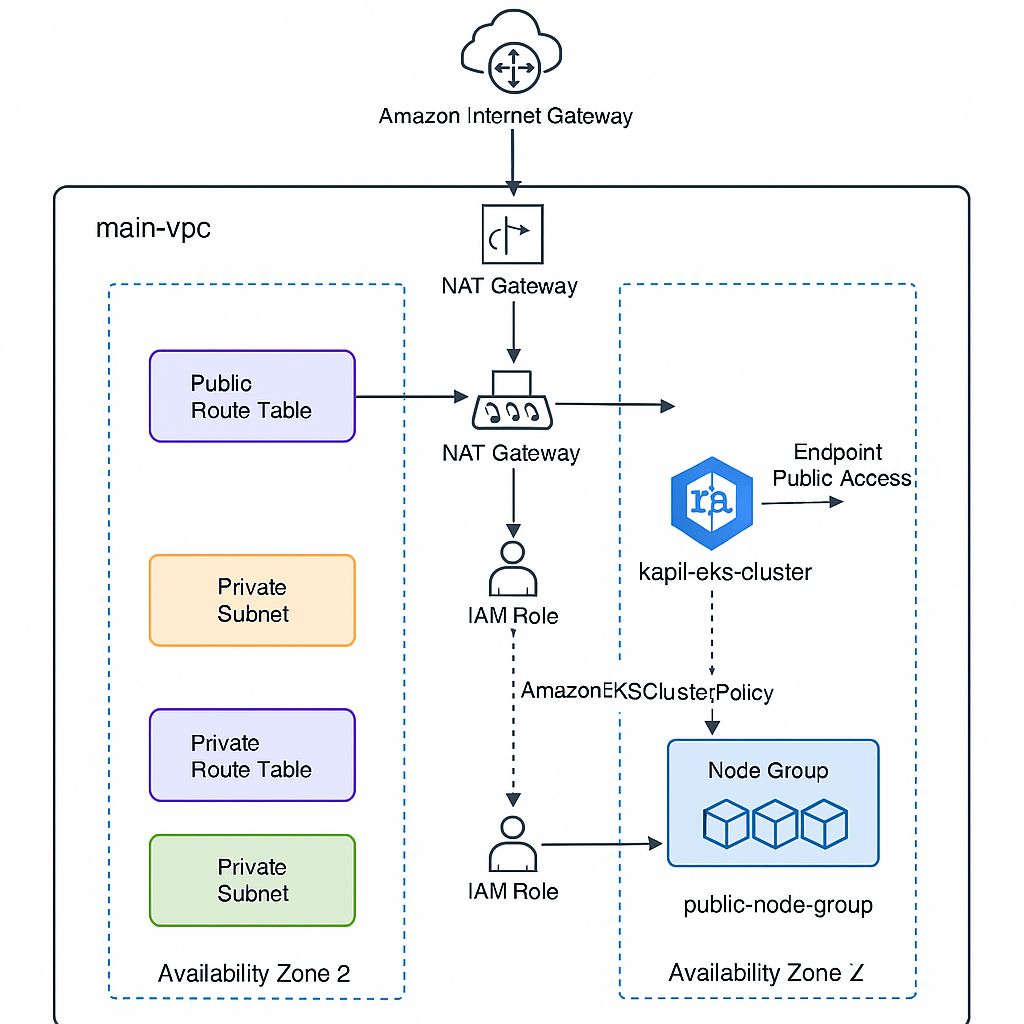 Amazon Internet Gateway
main-vpc
NAT Gateway
Public
Route Table
NAT Gateway
Endpoint
Public Access
ra
kapil-eks-cluster
Private
Subnet
IAM Role
AmazonEKSClusterPolicy
Private
Route Table
Node Group
Private
Subnet
IAM Role
public-node-group
Availability Zone 2
Availability Zone